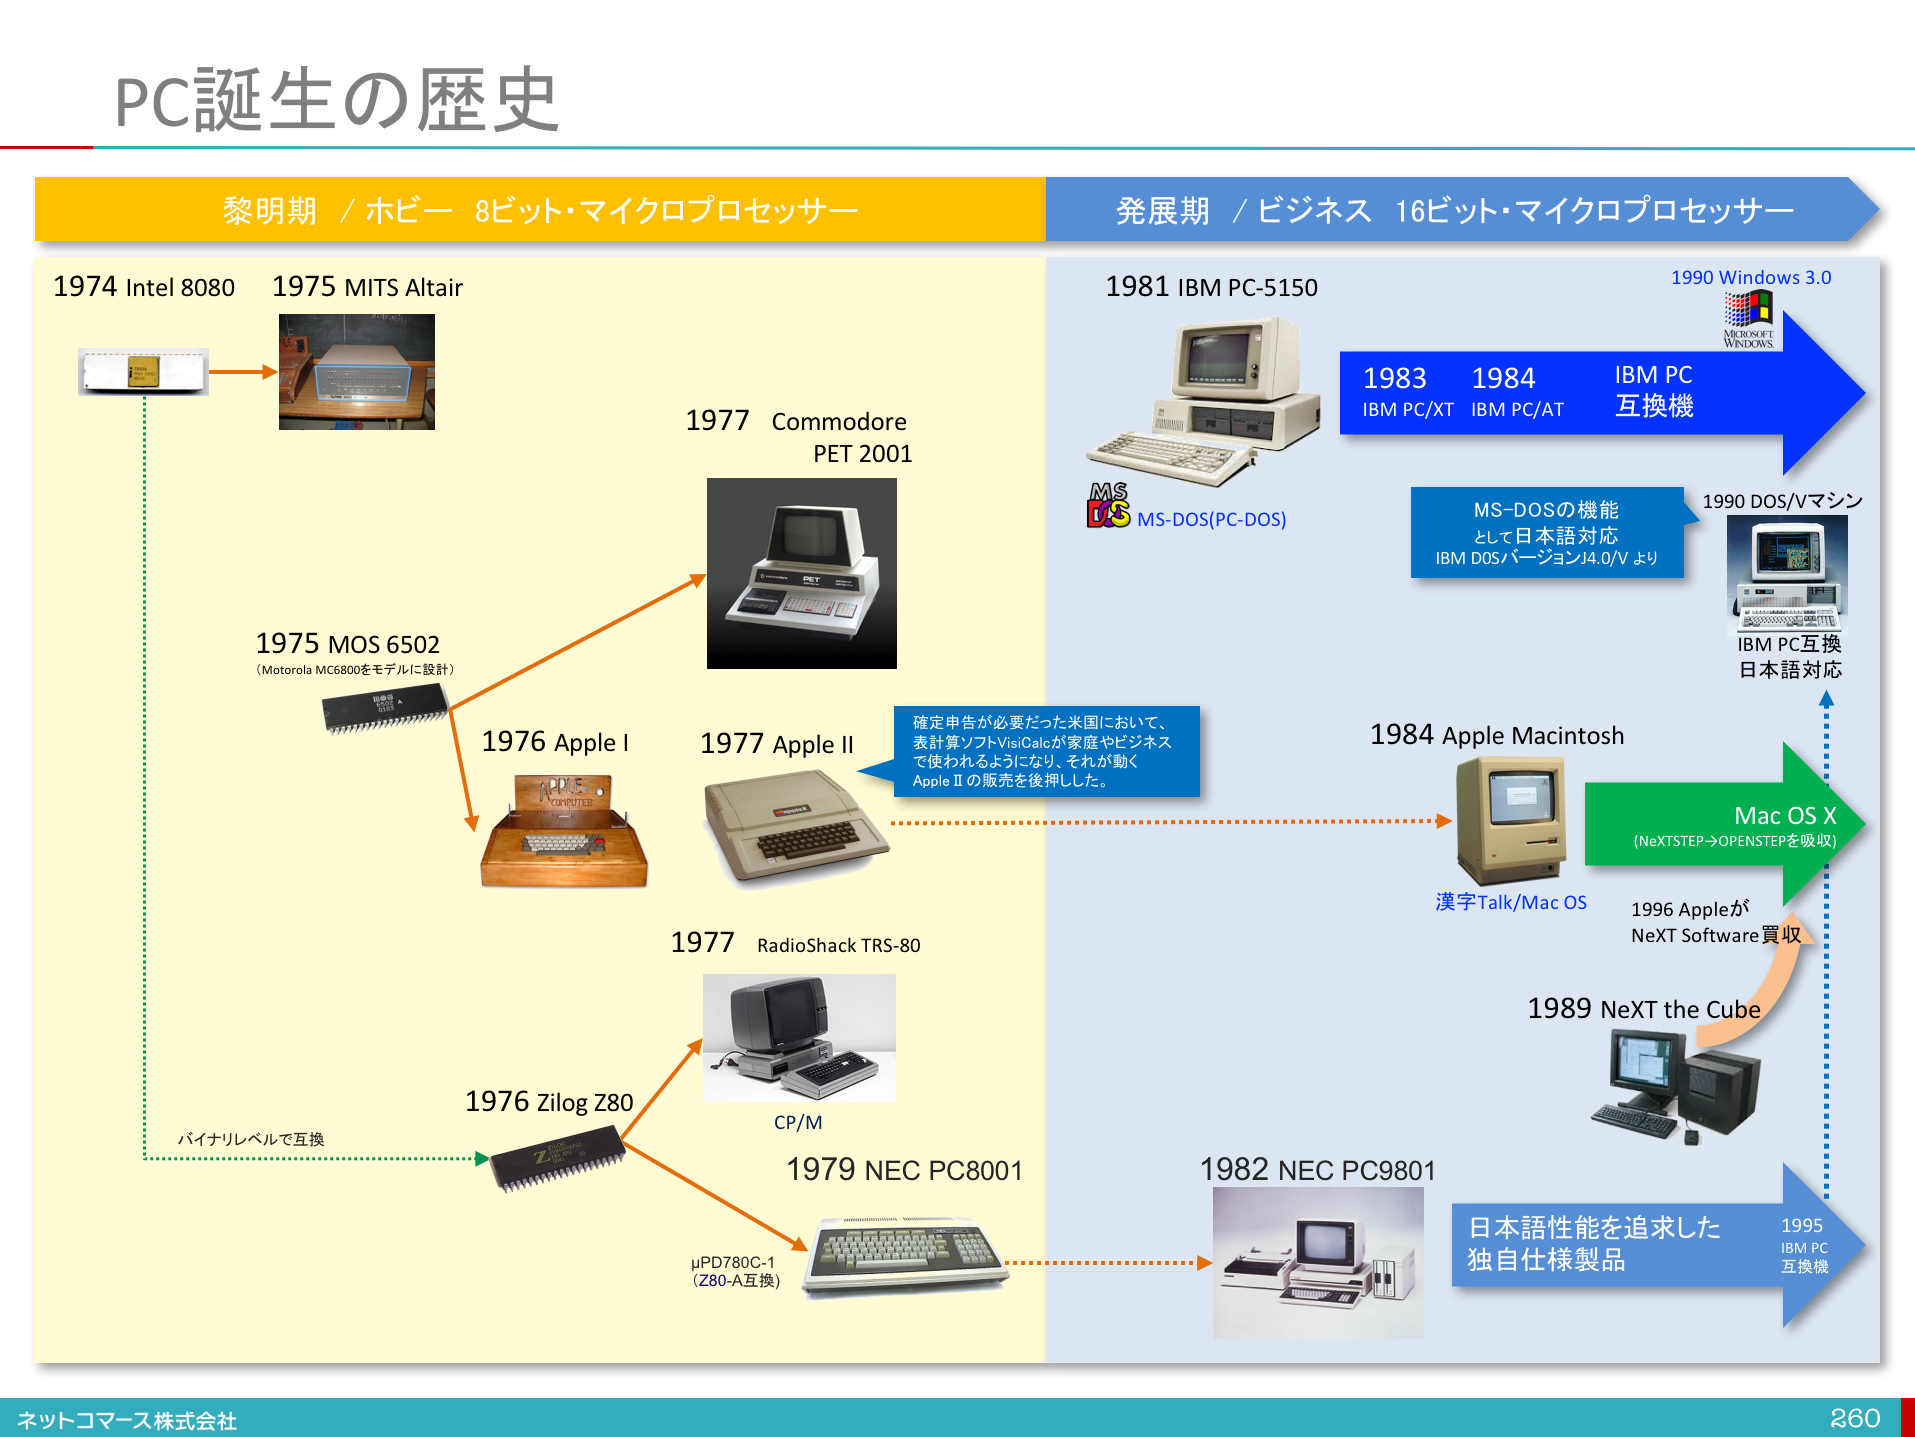 PC誕生の歴史
黎明期　/ ホビー　8ビット・マイクロプロセッサー
発展期　/ ビジネス　16ビット・マイクロプロセッサー
1974 Intel 8080
1975 MITS Altair
1977　Commodore
PET 2001
PET
1975 MOS 6502
（Motorola MC6800をモデルに設計）
MOS
6502
1976 Apple I
APPLE
COMPUTER
1977 Apple II
確定申告が必要だった米国において、
表計算ソフトVisiCalcが家庭やビジネス
で使われるようになり、それが動く
Apple II の販売を後押しした。
1977　RadioShack TRS-80
CP/M
1976 Zilog Z80
バイナリレベルで互換
1979 NEC PC8001
μPD780C-1
（Z80-A互換）
1981 IBM PC-5150
MS
DOS
MS-DOS(PC-DOS)
1990 Windows 3.0
MICROSOFT
WINDOWS.
1983
IBM PC/XT
1984
IBM PC/AT
IBM PC
互換機
MS-DOSの機能
として日本語対応
IBM DOSバージョンJ4.0/V より
1990 DOS/Vマシン
IBM PC互換
日本語対応
1984 Apple Macintosh
漢字Talk/Mac OS
Mac OS X
(NeXTSTEP→OPENSTEPを吸収)
1996 Appleが
NeXT Software買収
1989 NeXT the Cube
1982 NEC PC9801
日本語性能を追求した
独自仕様製品
1995
IBM PC
互換機
ネットコマース株式会社
260